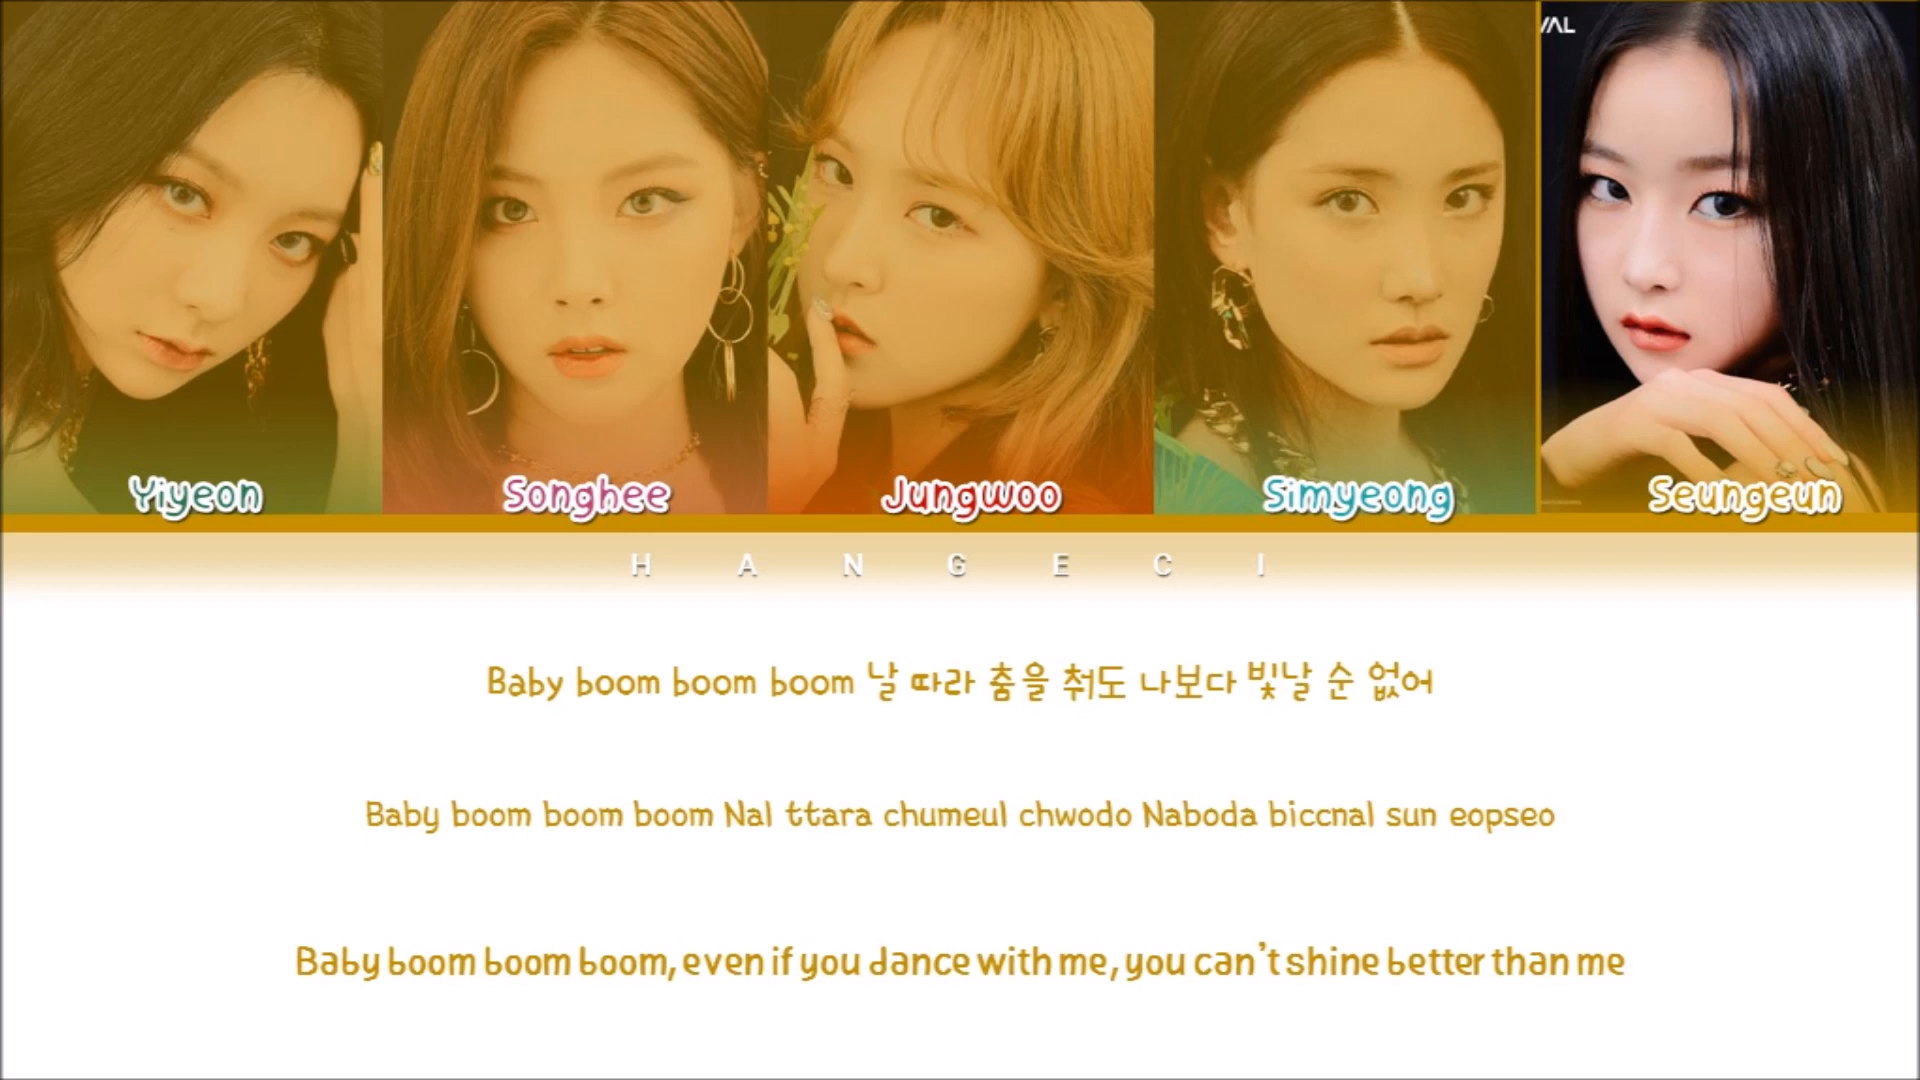 VAL
Yiyeon
Songhee
Jungwoo
Simyeong
Seungeun
HANGECI
Baby boom boom boom 날 따라 춤을 춰도 나보다 빛날 순 없어
Baby boom boom boom Nal ttara chumeul chwodo Naboda biccnal sun eopseo
Baby boom boom boom, even if you dance with me, you can't shine better than me